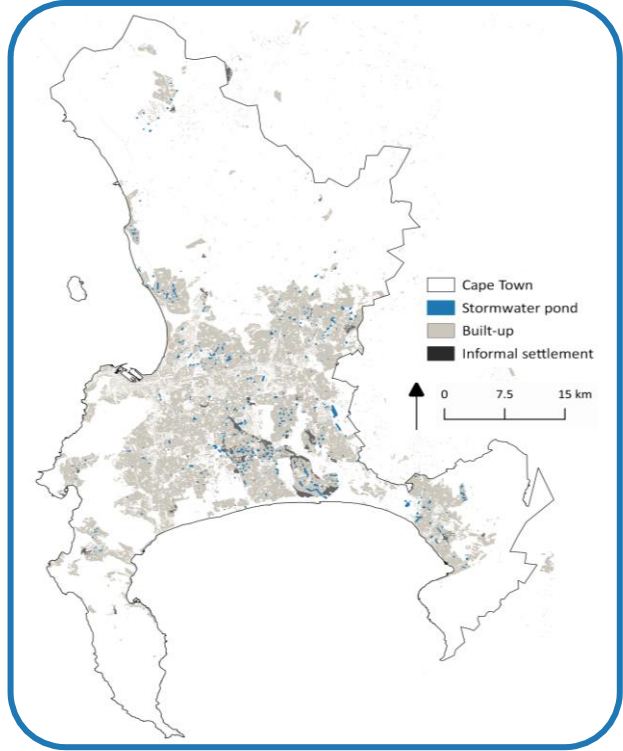 Cape Town
Stormwater pond
Built-up
Informal settlement
0 7.5 15 km